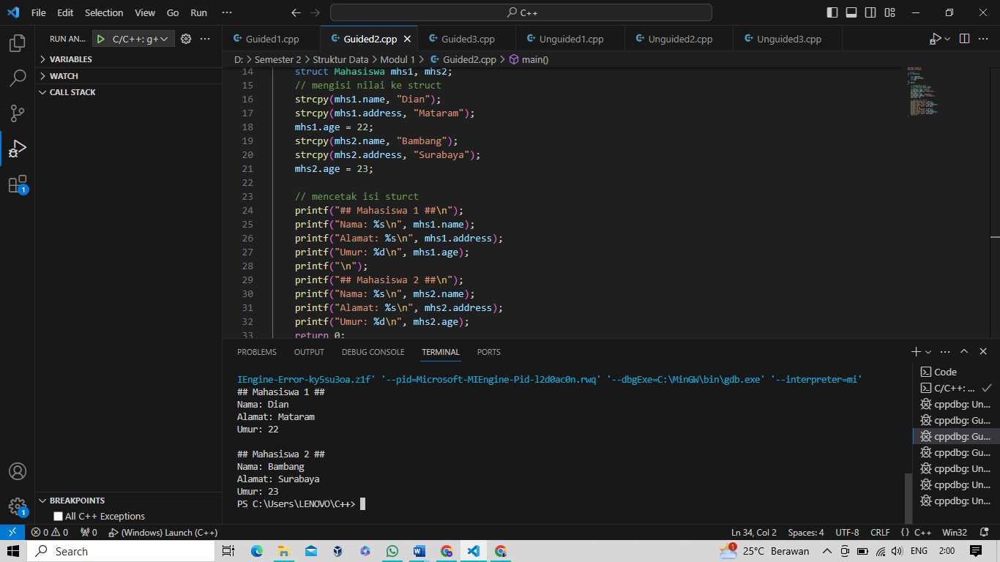 File Edit Selection View Go Run ···
C++
RUN AN... C/C++: g+
Guided1.cpp Guided2.cpp Guided3.cpp Unguided1.cpp Unguided2.cpp Unguided3.cpp
D: > Semester 2 > Struktur Data > Modul 1 > Guided2.cpp > main()
VARIABLES
WATCH
CALL STACK
14 struct Mahasiswa mhs1, mhs2;
15 // mengisi nilai ke struct
16 strcpy(mhs1.name, "Dian");
17 strcpy(mhs1.address, "Mataram");
18 mhs1.age = 22;
19 strcpy(mhs2.name, "Bambang");
20 strcpy(mhs2.address, "Surabaya");
21 mhs2.age = 23;
22
23 // mencetak isi sturct
24 printf("## Mahasiswa 1 ##\n");
25 printf("Nama: %s\n", mhs1.name);
26 printf("Alamat: %s\n", mhs1.address);
27 printf("Umur: %d\n", mhs1.age);
28 printf("\n");
29 printf("## Mahasiswa 2 ##\n");
30 printf("Nama: %s\n", mhs2.name);
31 printf("Alamat: %s\n", mhs2.address);
32 printf("Umur: %d\n", mhs2.age);
33 return 0;
1
PROBLEMS OUTPUT DEBUG CONSOLE TERMINAL PORTS
IEngine-Error-ky5su3oa.z1f' '--pid=Microsoft-MIEngine-Pid-l2d0ac0n.rwq' '--dbgExe=C:\MinGW\bin\gdb.exe' '--interpreter=mi'
## Mahasiswa 1 ##
Nama: Dian
Alamat: Mataram
Umur: 22

## Mahasiswa 2 ##
Nama: Bambang
Alamat: Surabaya
Umur: 23
PS C:\Users\LENOVO\C++>
Code
C/C++: ...
cppdbg: Un...
cppdbg: Gu...
cppdbg: Gu...
cppdbg: Gu...
cppdbg: Un...
cppdbg: Un...
cppdbg: Un...
BREAKPOINTS
All C++ Exceptions
1
0 0 0 (Windows) Launch (C++) Ln 34, Col 2 Spaces: 4 UTF-8 CRLF {} C++ Win32
Search 1 25°C Berawan ENG 2:00